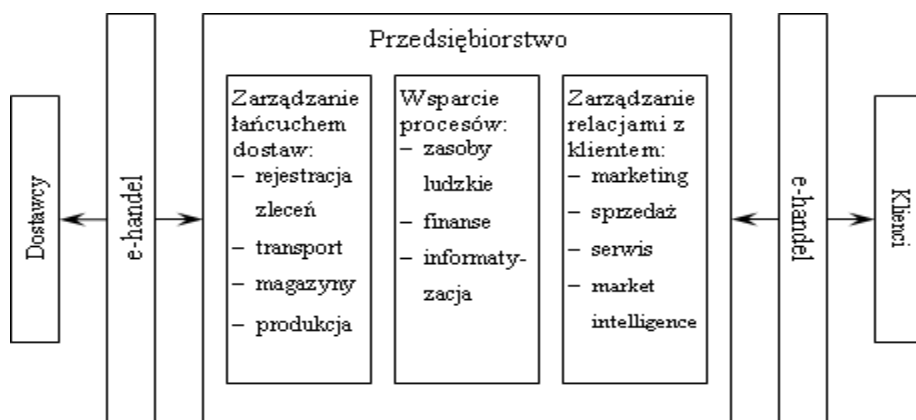 Przedsiębiorstwo
Dostawcy
e-handel
Zarządzanie
łańcuchem
dostaw:
– rejestracja
zleceń
– transport
– magazyny
– produkcja
Wsparcie
procesów:
– zasoby
ludzkie
– finanse
– informaty-
zacja
Zarządzanie
relacjami z
klientem:
– marketing
– sprzedaż
– serwis
– market
intelligence
e-handel
Klienci